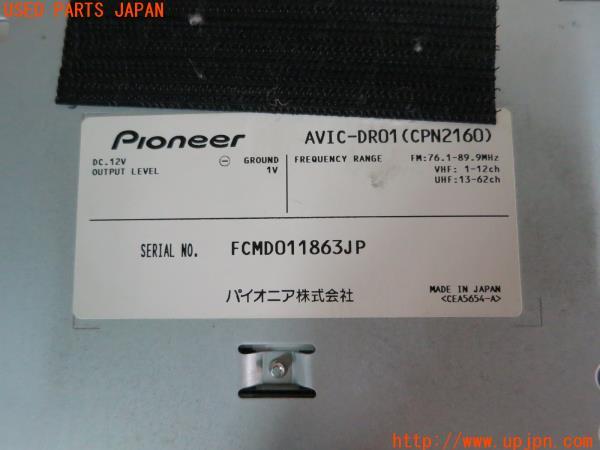 USED PARTS JAPAN
Pioneer
AVIC-DR01(CPN2160)
DC.12V ⊖ GROUND
OUTPUT LEVEL 1V
FREQUENCY RANGE FM:76.1-89.9MHz
VHF: 1-12ch
UHF:13-62ch
SERIAL NO. FCMD011863JP
パイオニア株式会社
MADE IN JAPAN
<CEA5654-A>
http://www.upjpn.com/